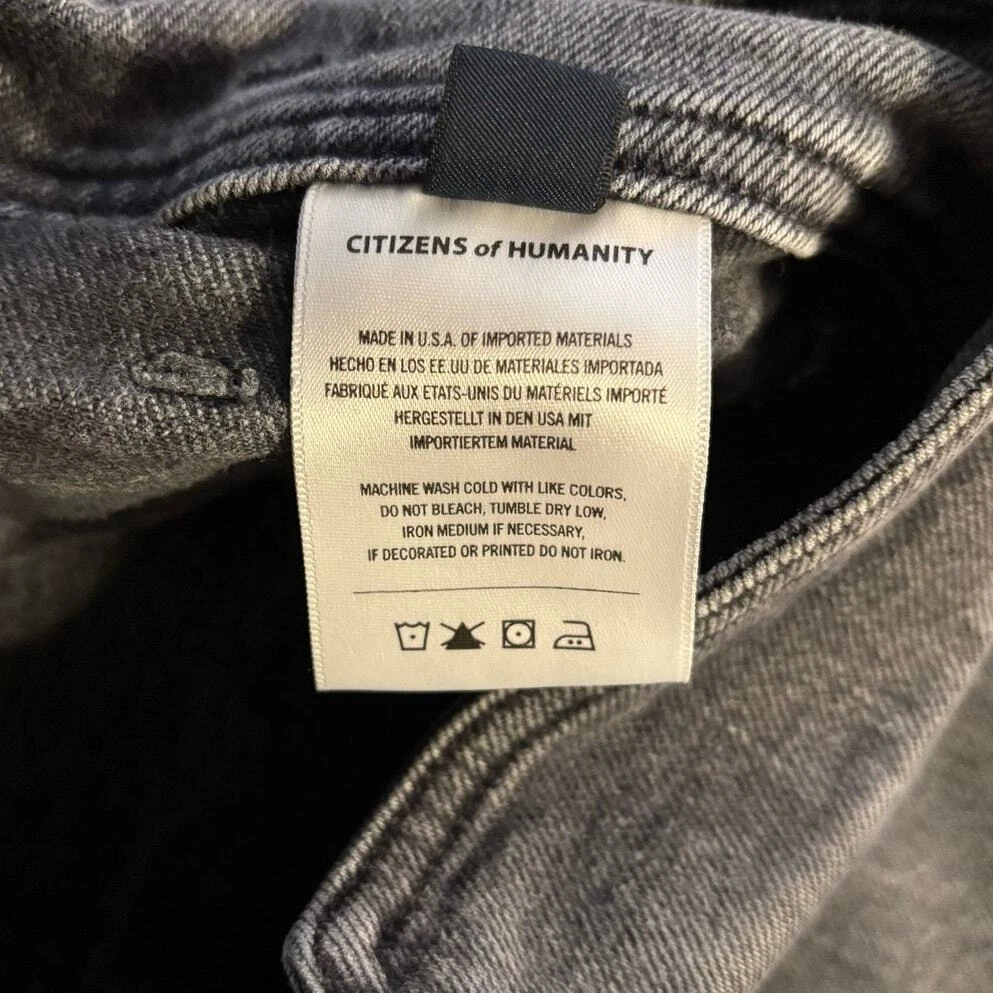 CITIZENS of HUMANITY
MADE IN U.S.A. OF IMPORTED MATERIALS
HECHO EN LOS EE.UU DE MATERIALES IMPORTADA
FABRIQUÉ AUX ETATS-UNIS DU MATÉRIELS IMPORTÉ
HERGESTELLT IN DEN USA MIT
IMPORTIERTEM MATERIAL.
MACHINE WASH COLD WITH LIKE COLORS,
DO NOT BLEACH, TUMBLE DRY LOW,
IRON MEDIUM IF NECESSARY,
IF DECORATED OR PRINTED DO NOT IRON.